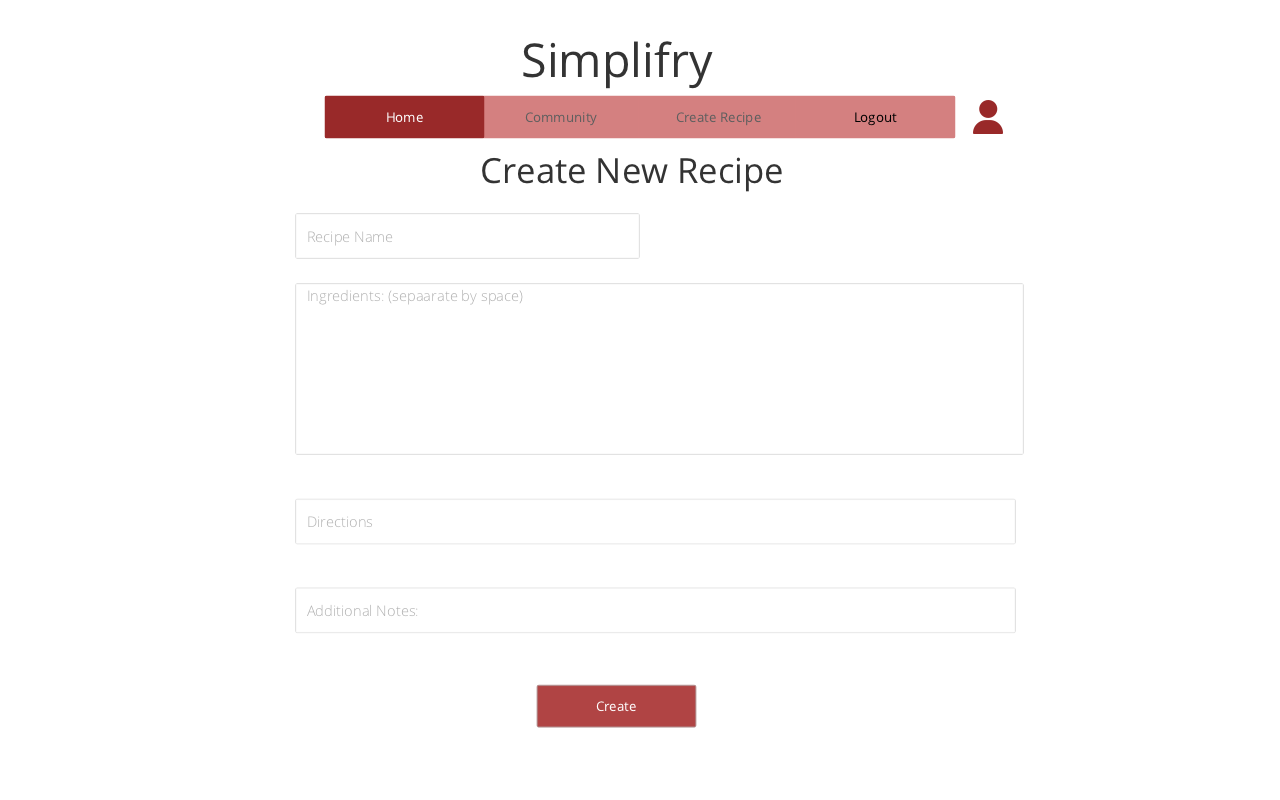 Simplifry
Home Community Create Recipe Logout
Create New Recipe
Recipe Name
Ingredients: (sepaarate by space)
Directions
Additional Notes:
Create